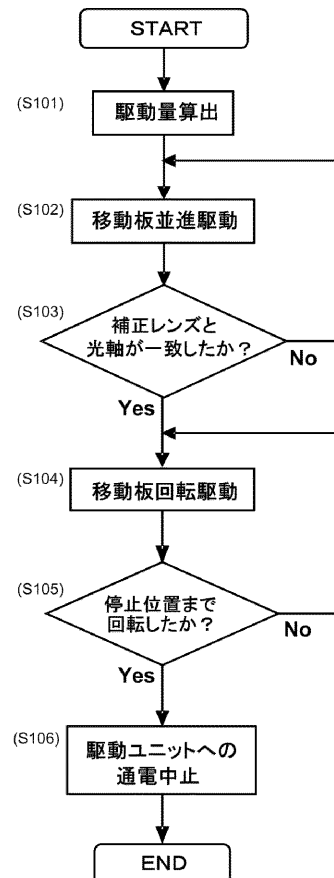 START
(S101)
駆動量算出
(S102)
移動板並進駆動
(S103)
補正レンズと
光軸が一致したか？
No
Yes
(S104)
移動板回転駆動
(S105)
停止位置まで
回転したか？
No
Yes
(S106)
駆動ユニットへの
通電中止
END